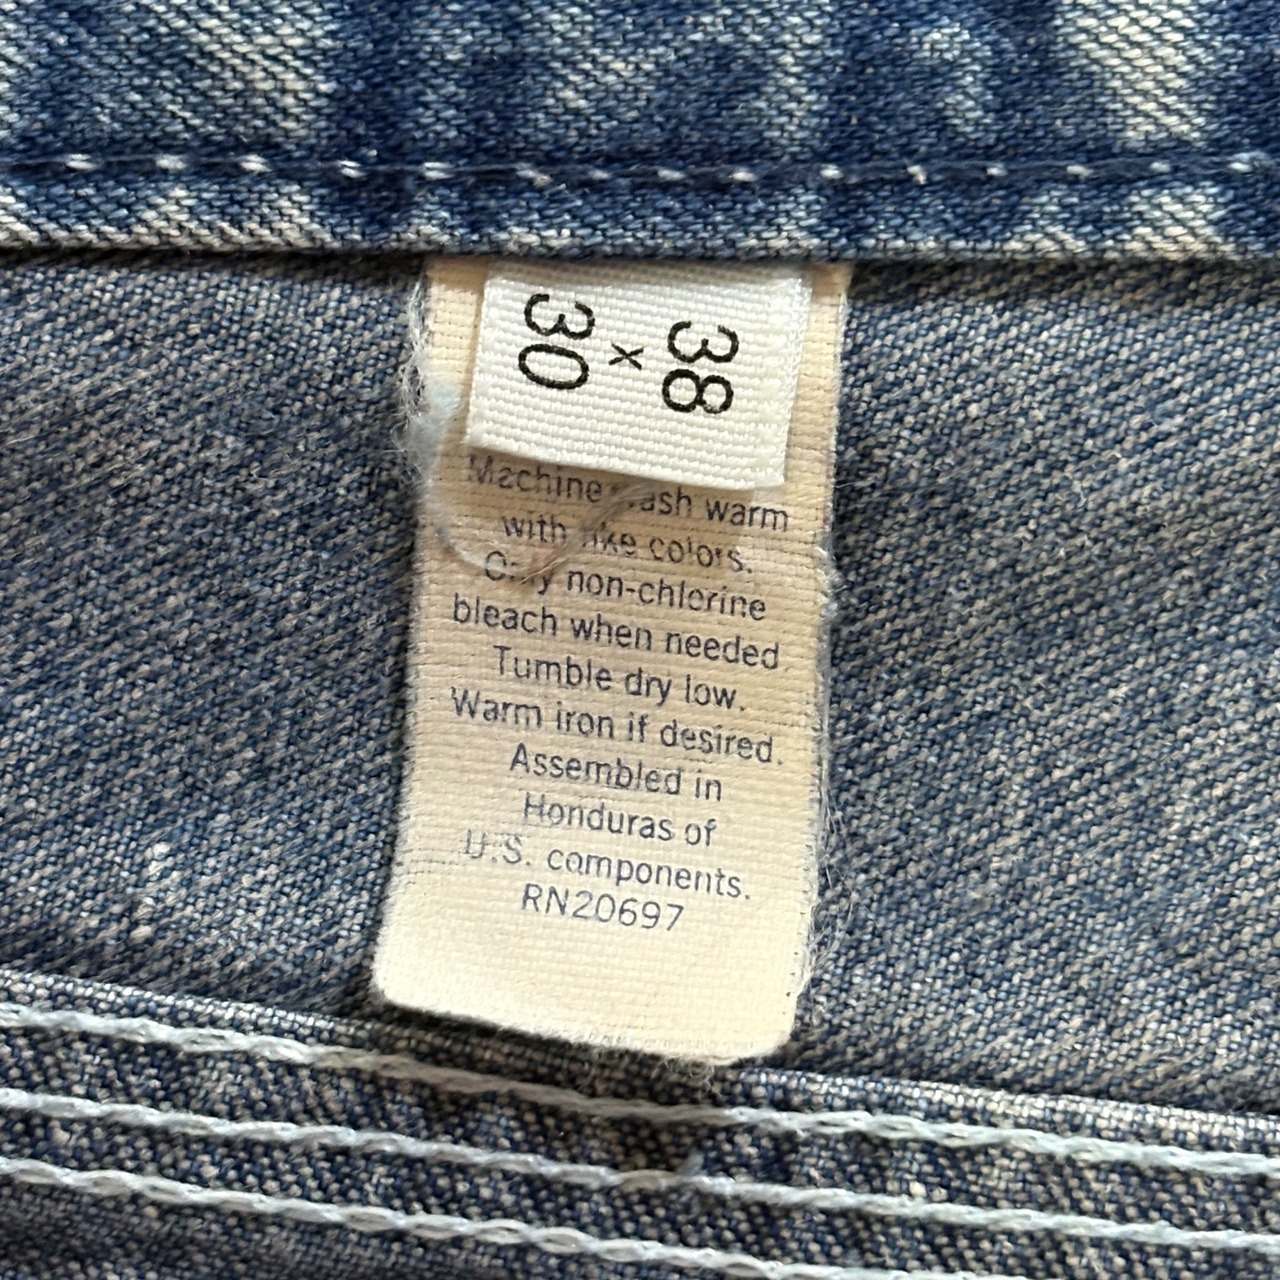 38
x
30
Machine wash warm
with like colors.
Only non-chlorine
bleach when needed.
Tumble dry low.
Warm iron if desired.
Assembled in
Honduras of
U.S. components.
RN20697